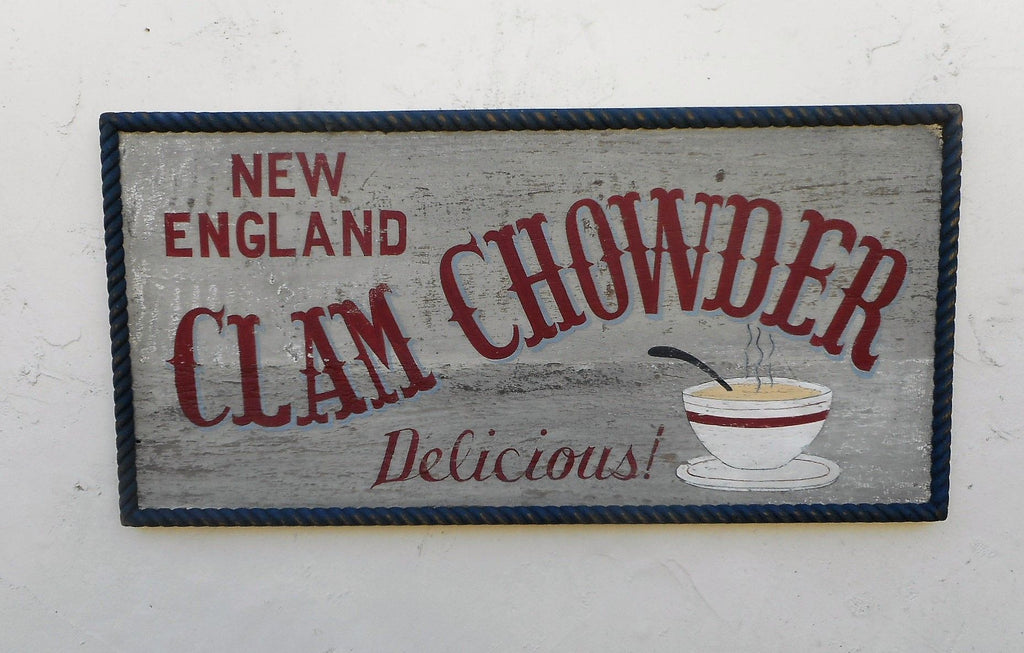 NEW
ENGLAND
CLAM CHOWDER
Delicious!